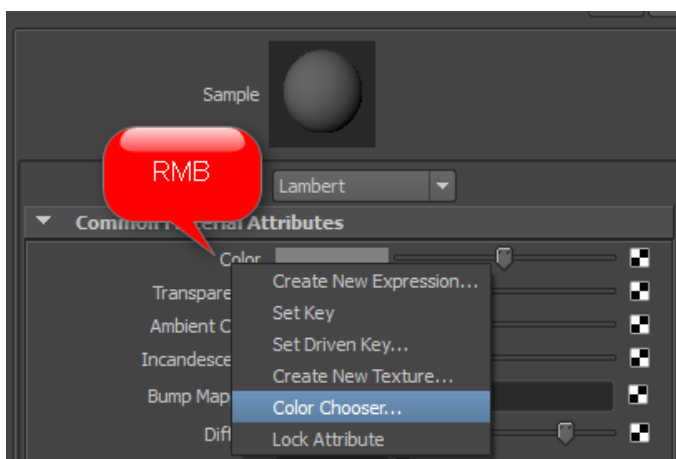 Sample
RMB
Lambert
Common Material Attributes
Color
Create New Expression...
Transpare
Set Key
Ambient C
Set Driven Key...
Incandesce
Create New Texture...
Bump Map
Color Chooser...
Diff
Lock Attribute